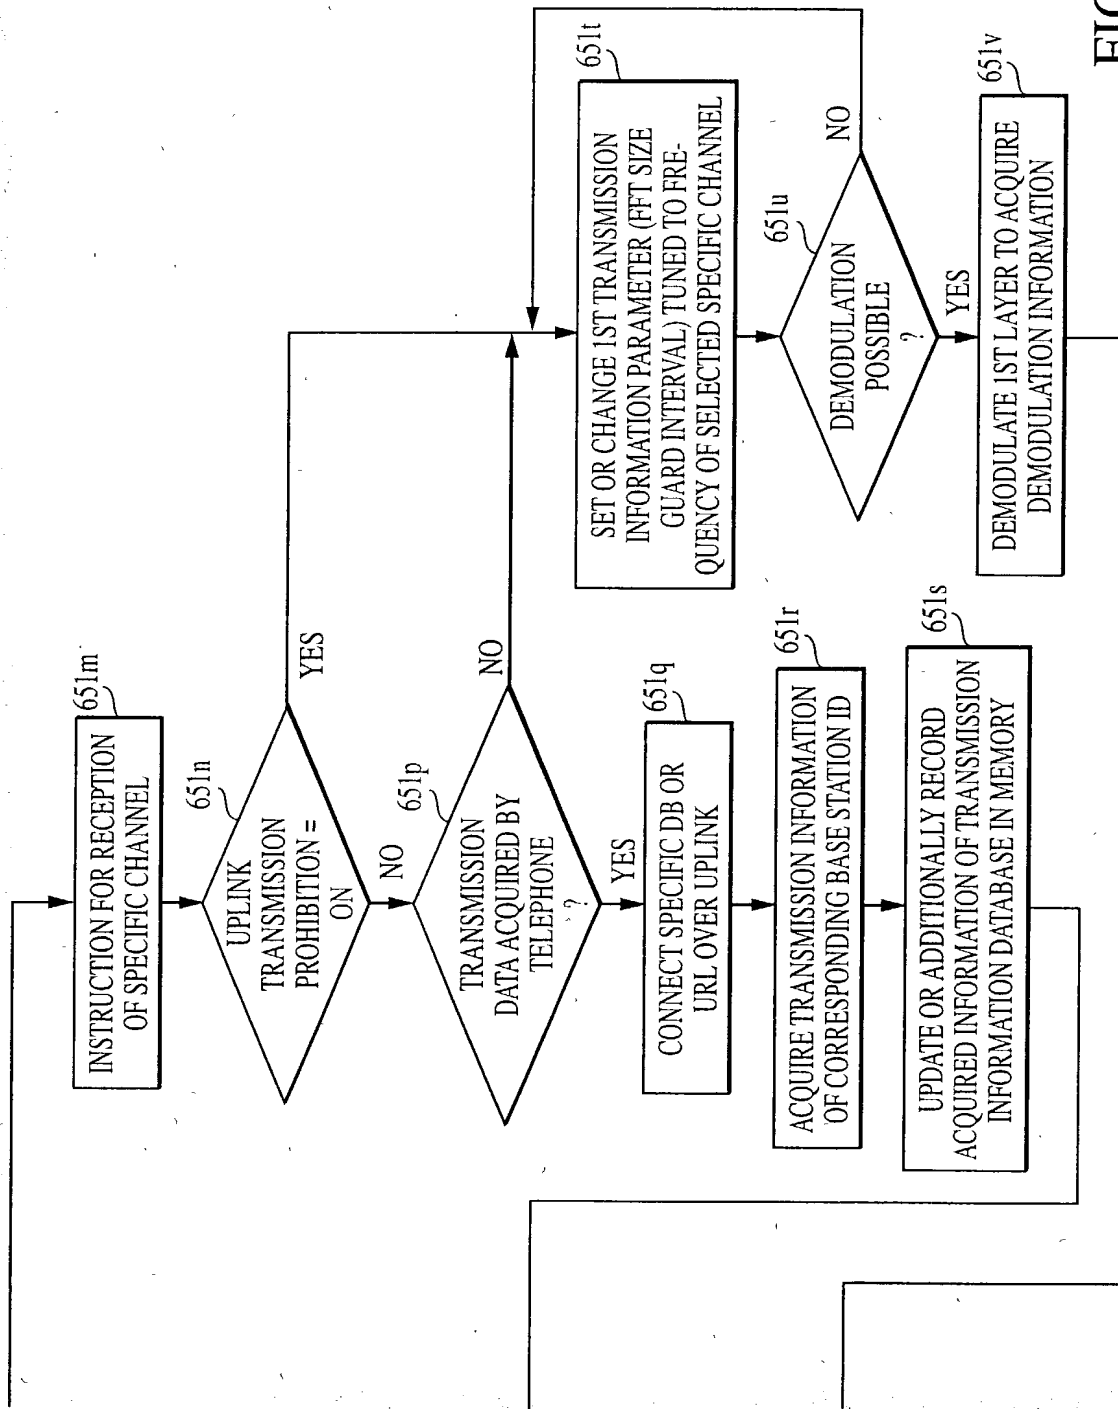 651m
INSTRUCTION FOR RECEPTION
OF SPECIFIC CHANNEL
651n
UPLINK
TRANSMISSION
PROHIBITION =
ON
YES
NO
651p
TRANSMISSION
DATA ACQUIRED BY
TELEPHONE
?
NO
YES
651q
CONNECT SPECIFIC DB OR
URL OVER UPLINK
651r
ACQUIRE TRANSMISSION INFORMATION
OF CORRESPONDING BASE STATION ID
651s
UPDATE OR ADDITIONALLY RECORD
ACQUIRED INFORMATION OF TRANSMISSION
INFORMATION DATABASE IN MEMORY
651t
SET OR CHANGE 1ST TRANSMISSION
INFORMATION PARAMETER (FFT SIZE
GUARD INTERVAL) TUNED TO FRE-
QUENCY OF SELECTED SPECIFIC CHANNEL
651u
DEMODULATION
POSSIBLE
?
NO
YES
651v
DEMODULATE 1ST LAYER TO ACQUIRE
DEMODULATION INFORMATION